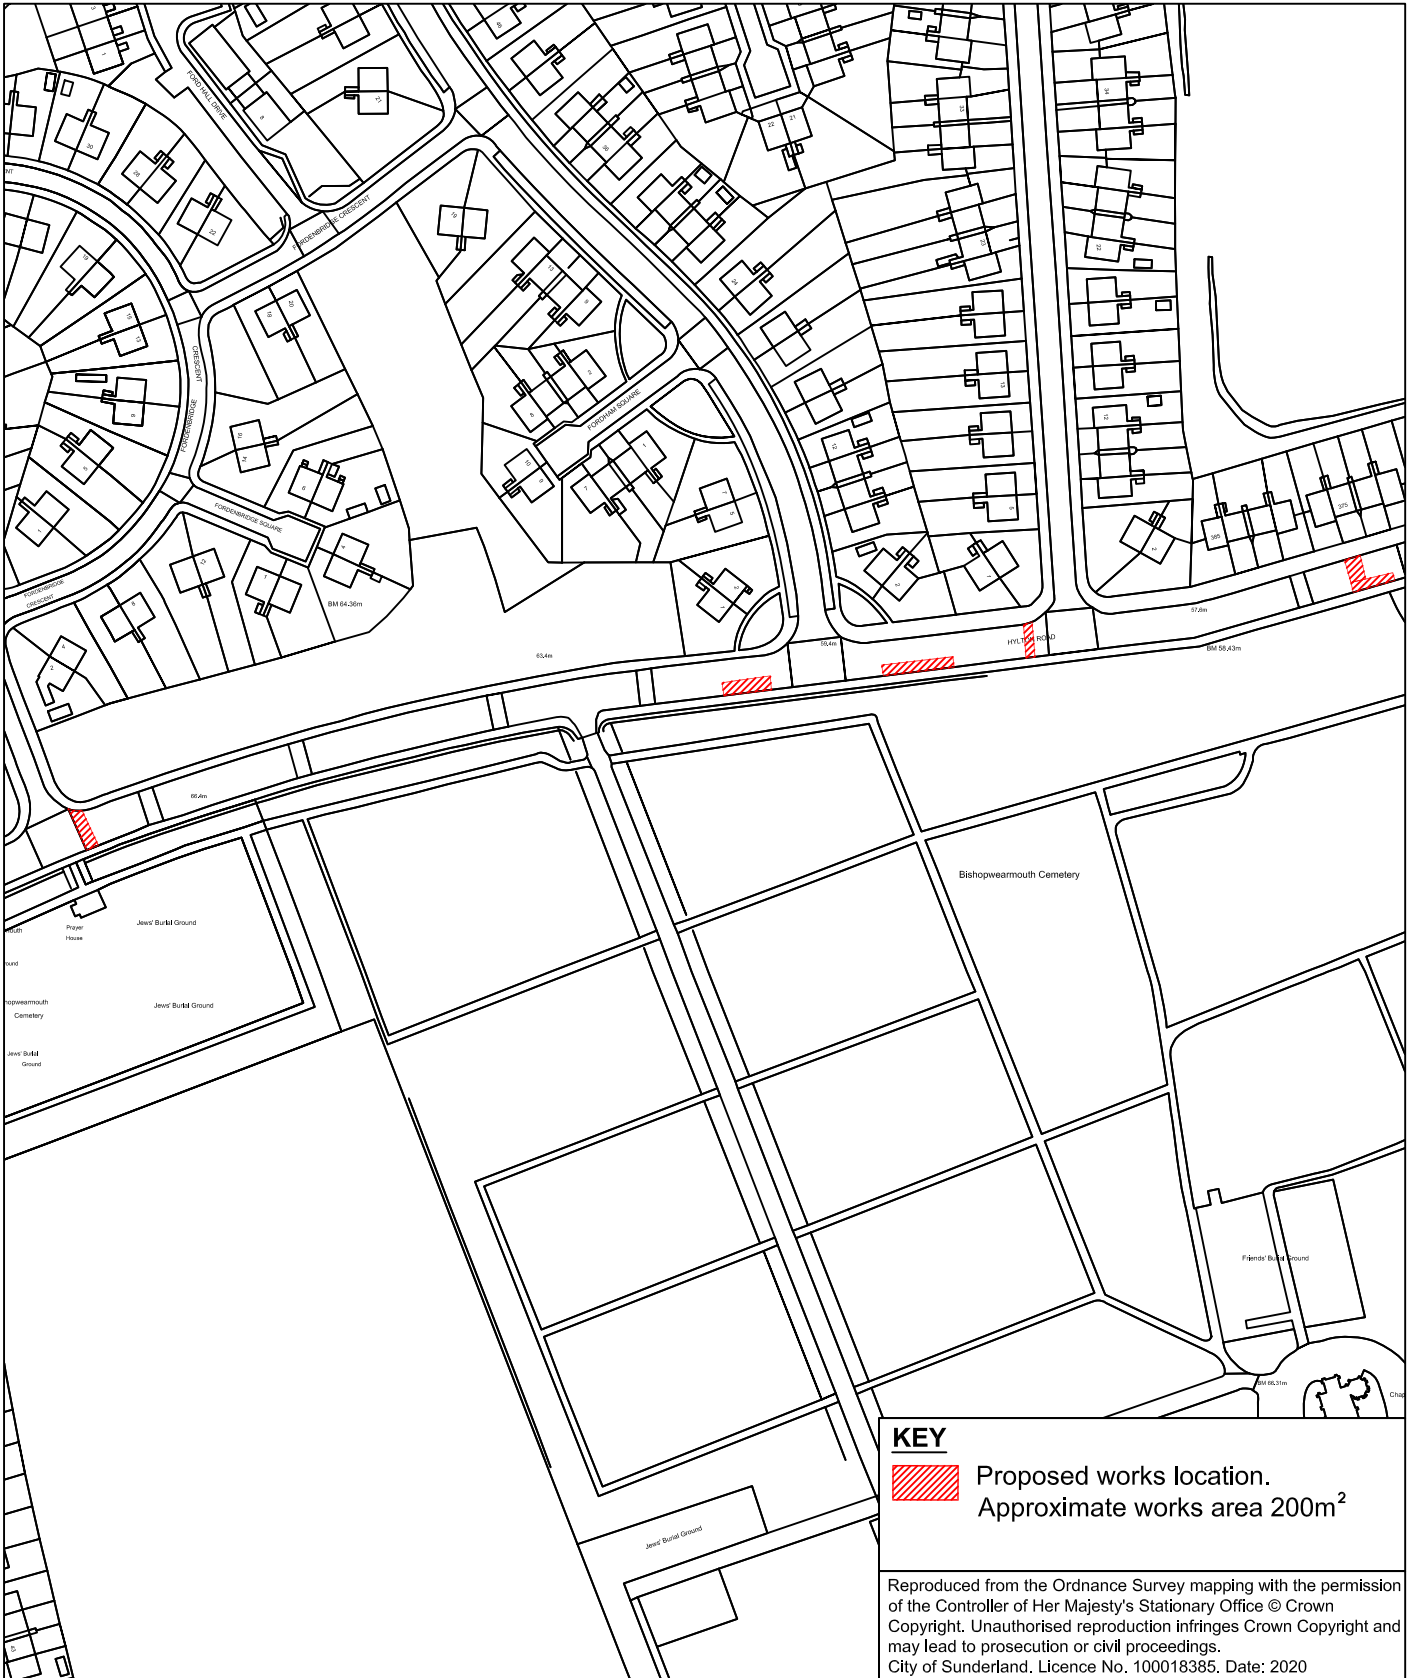 FORD HALL DRIVE
FORDENBRIDGE CRESCENT
CRESCENT
FORDENBRIDGE
FORDHAM SQUARE
FORDENBRIDGE SQUARE
FORDENBRIDGE
CRESCENT
BM 64.36m
63.4m
59.4m
HYLTON ROAD
57.6m
BM 58.43m
66.4m
Bishopwearmouth Cemetery
Prayer
House
Jews' Burial Ground
Jews' Burial Ground
Cemetery
Jews' Burial
Ground
Friends' Burial Ground
BM 66.31m
Jews' Burial Ground
KEY
Proposed works location.
Approximate works area 200m²
Reproduced from the Ordnance Survey mapping with the permission
of the Controller of Her Majesty's Stationary Office © Crown
Copyright. Unauthorised reproduction infringes Crown Copyright and
may lead to prosecution or civil proceedings.
City of Sunderland. Licence No. 100018385. Date: 2020